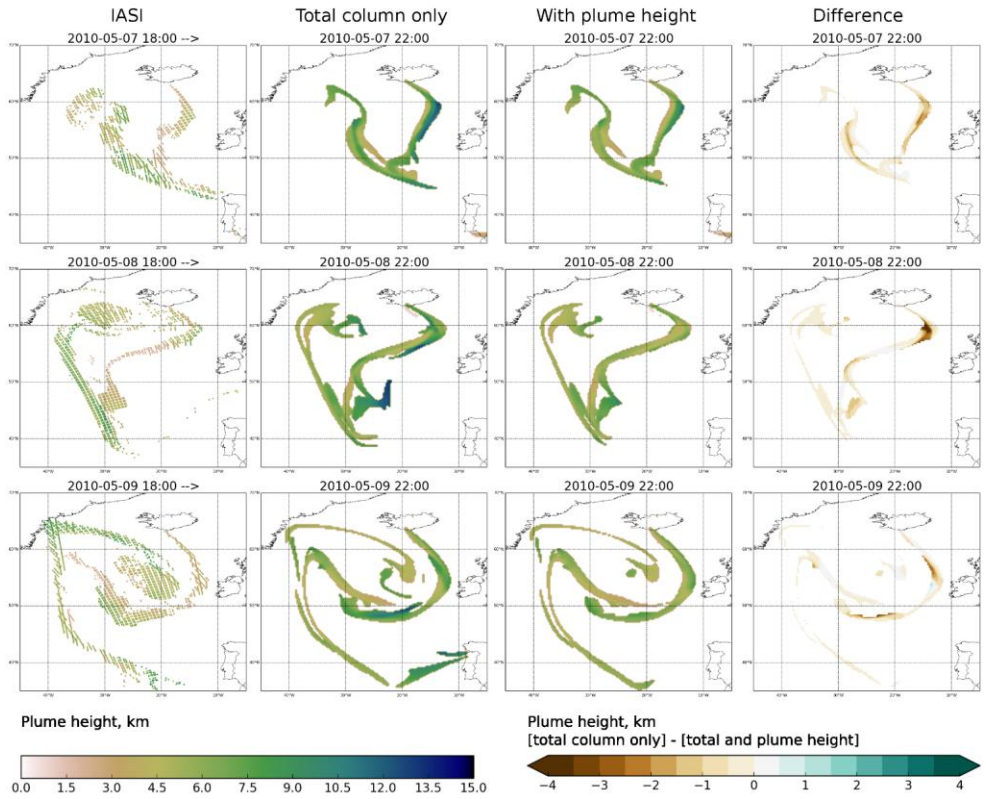 IASI Total column only With plume height Difference
2010-05-07 18:00 --> 2010-05-07 22:00 2010-05-07 22:00 2010-05-07 22:00
2010-05-08 18:00 --> 2010-05-08 22:00 2010-05-08 22:00 2010-05-08 22:00
2010-05-09 18:00 --> 2010-05-09 22:00 2010-05-09 22:00 2010-05-09 22:00
Plume height, km
0.0 1.5 3.0 4.5 6.0 7.5 9.0 10.5 12.0 13.5 15.0
Plume height, km
[total column only] - [total and plume height]
−4 −3 −2 −1 0 1 2 3 4